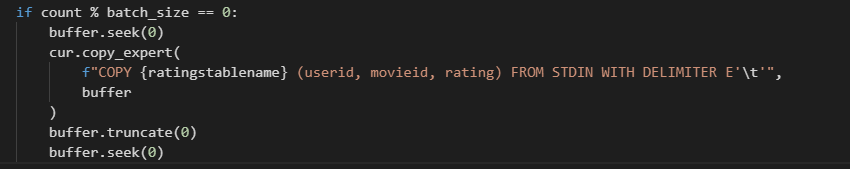 if count % batch_size == 0:
    buffer.seek(0)
    cur.copy_expert(
        f"COPY {ratingstablename} (userid, movieid, rating) FROM STDIN WITH DELIMITER E'\t'",
        buffer
    )
    buffer.truncate(0)
    buffer.seek(0)